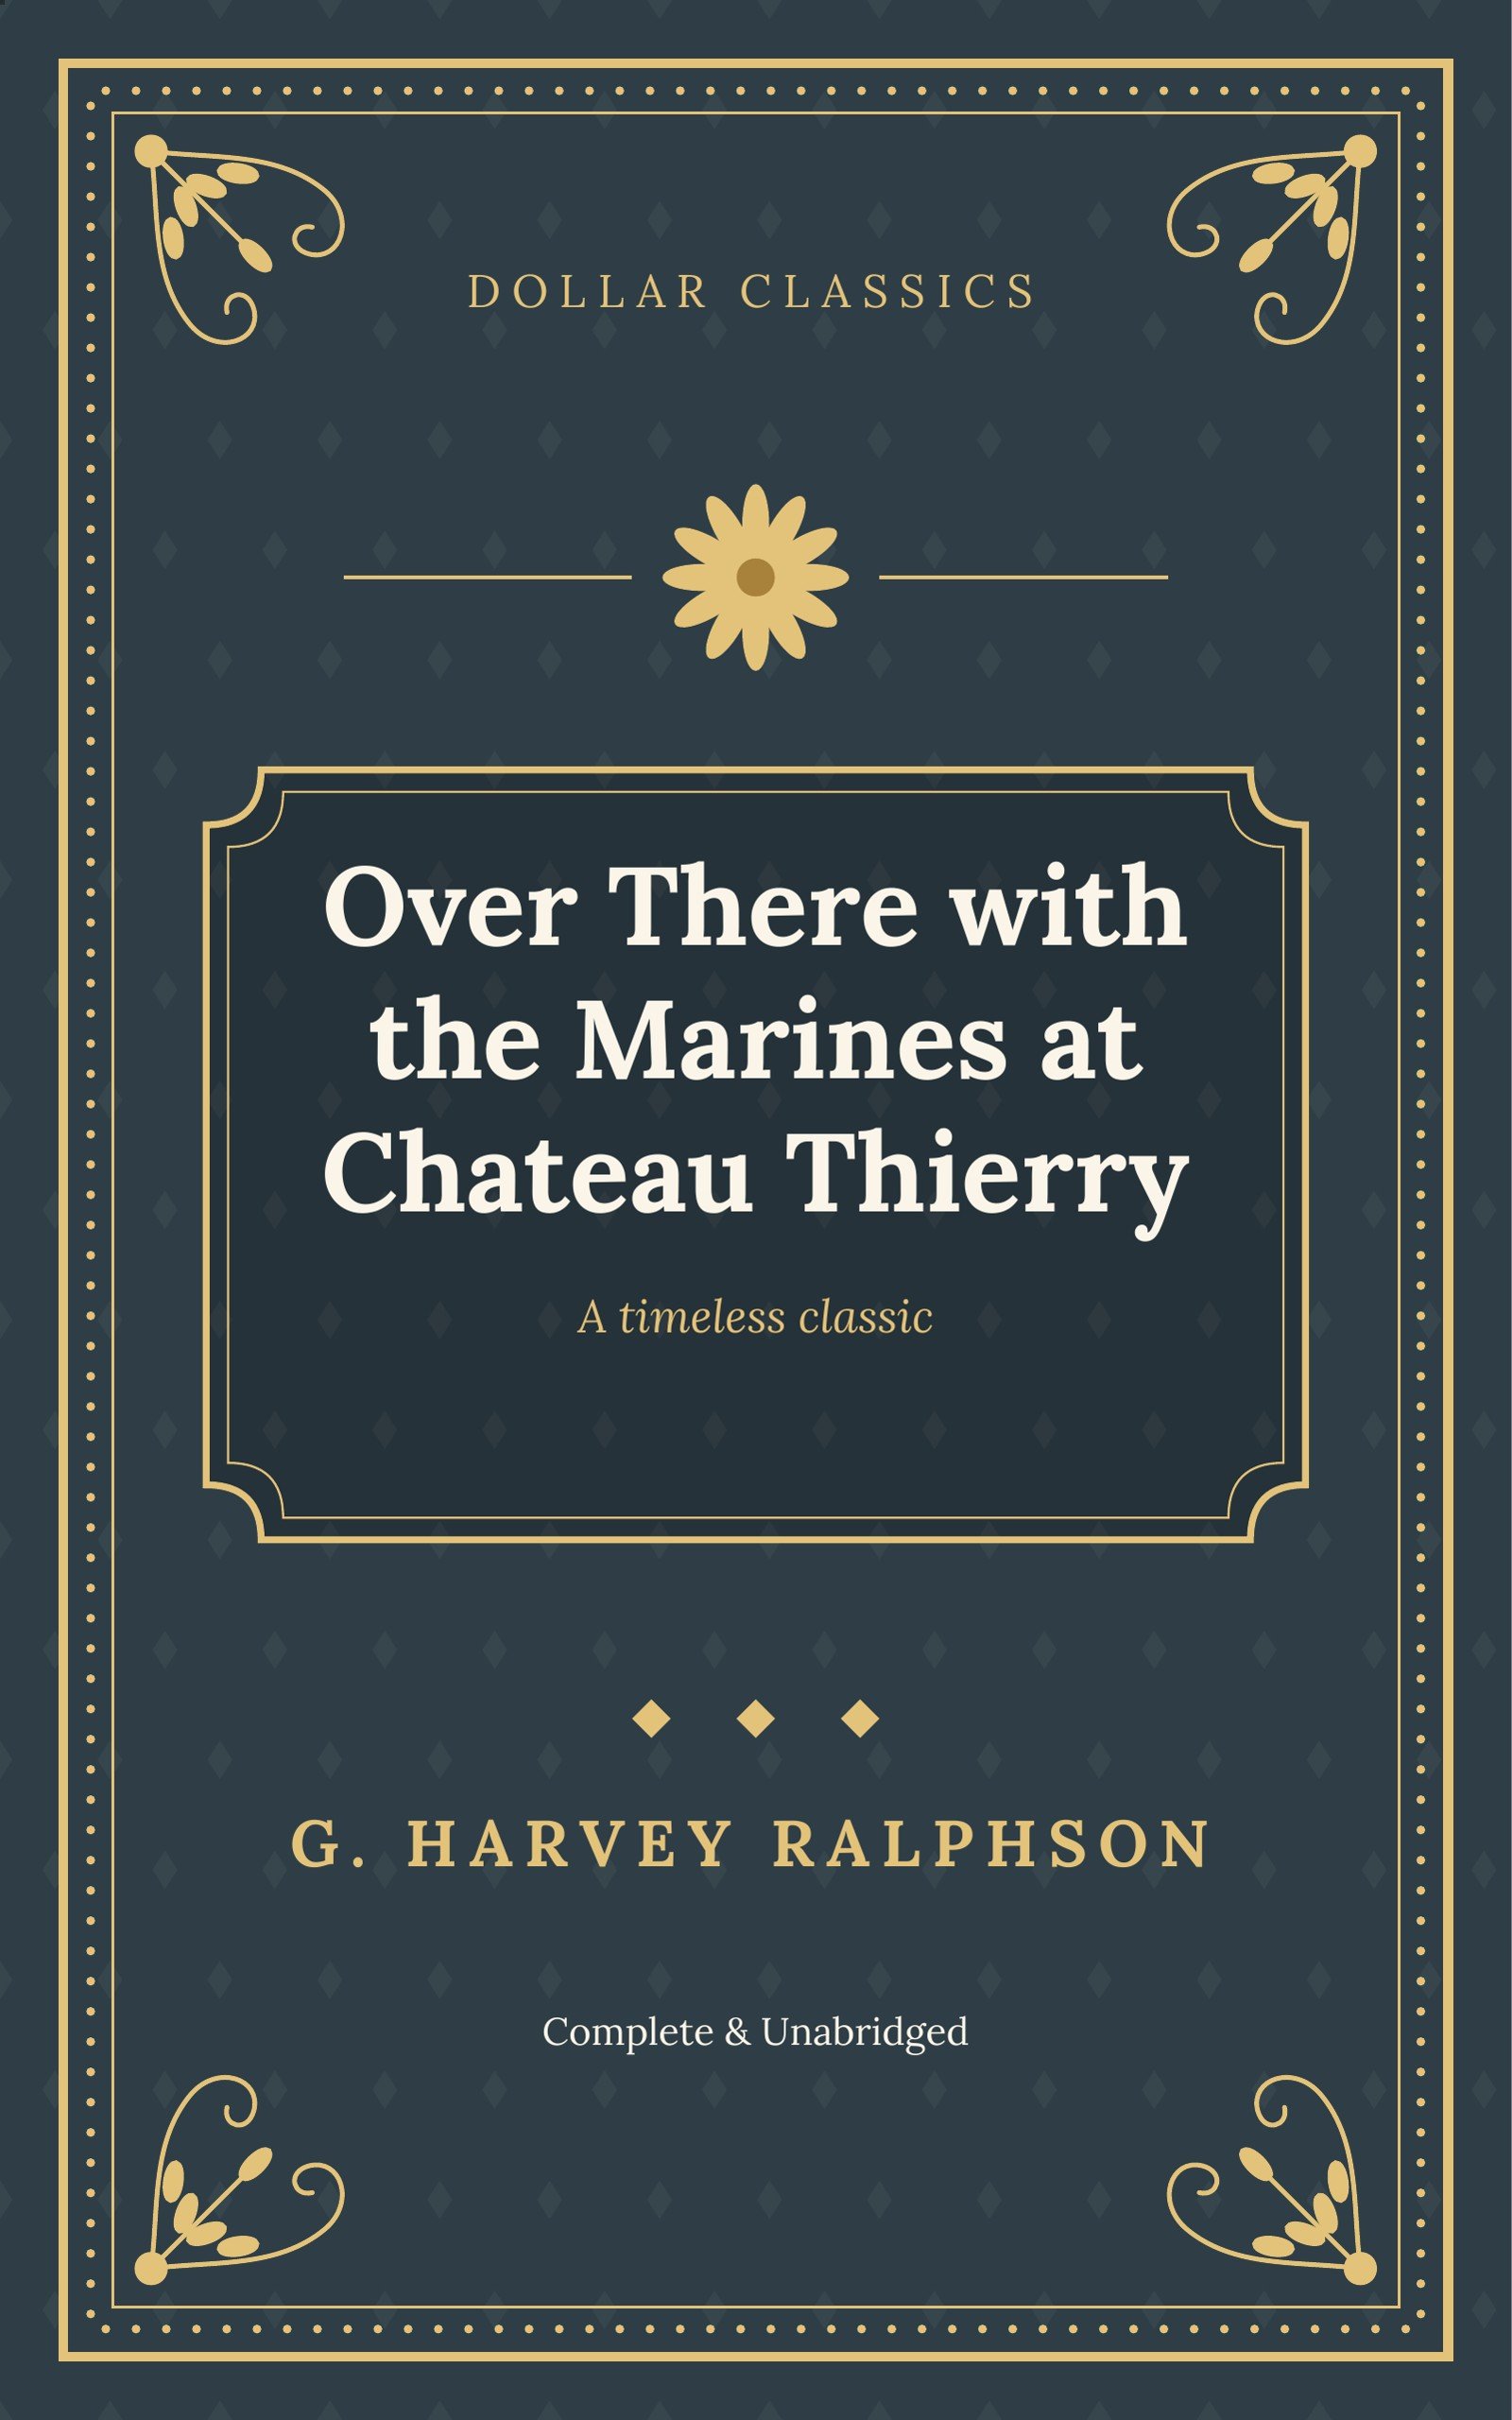 DOLLAR CLASSICS
Over There with
the Marines at
Chateau Thierry
A timeless classic
G. HARVEY RALPHSON
Complete & Unabridged